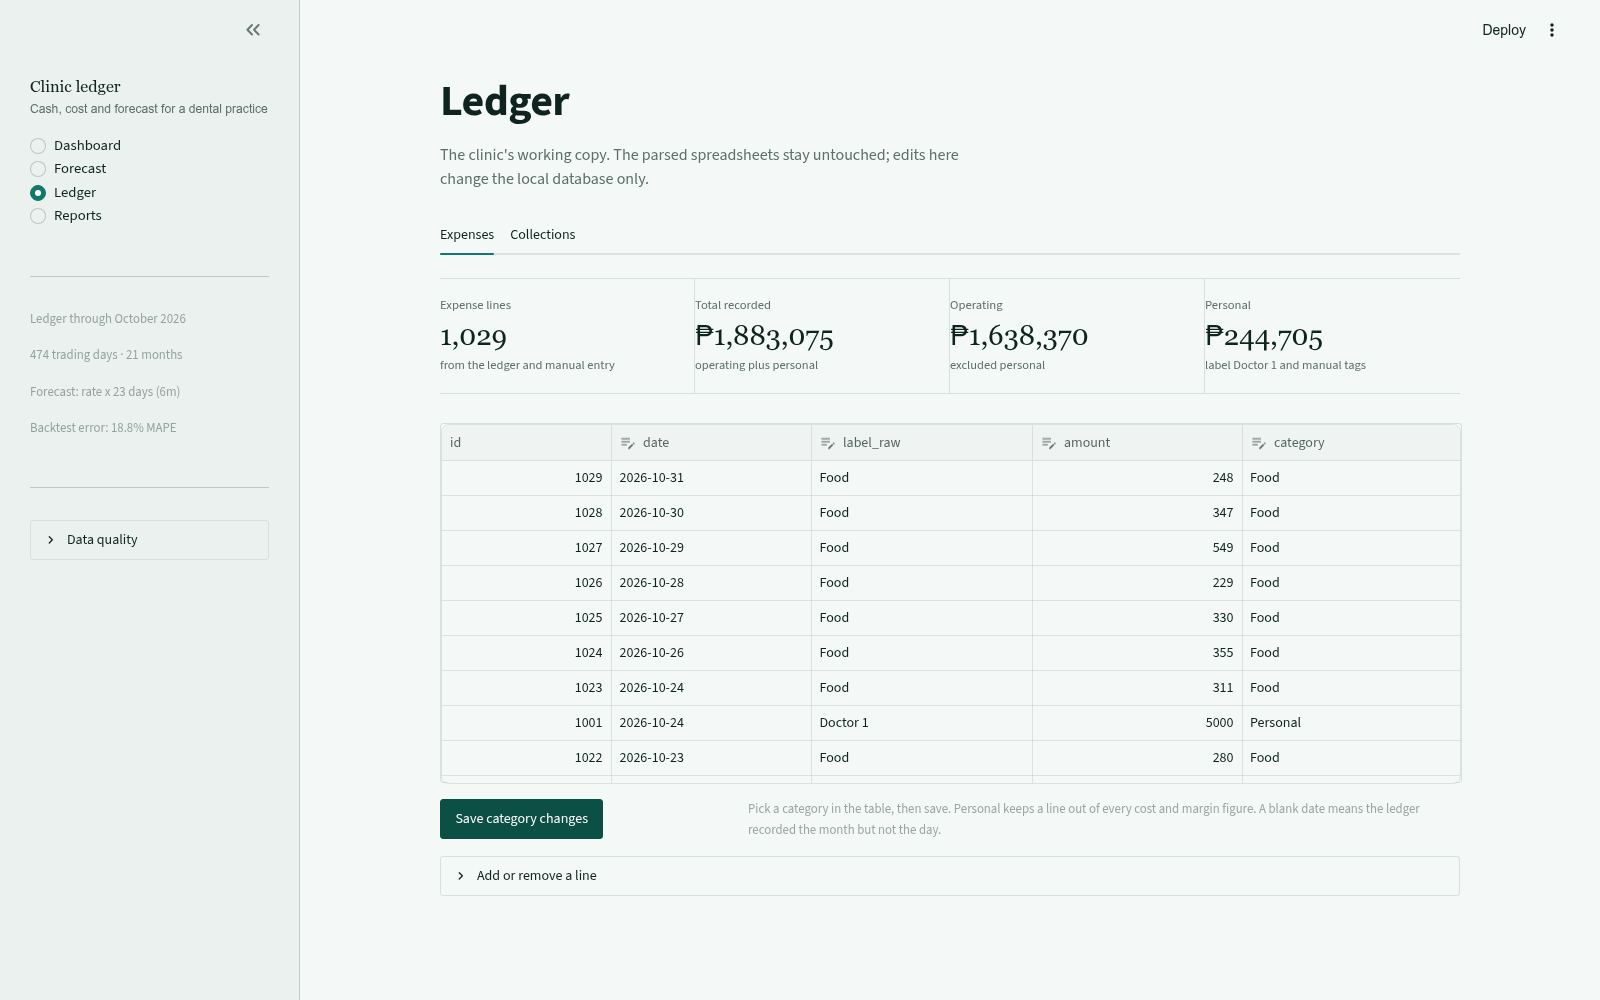 Deploy
Clinic ledger
Cash, cost and forecast for a dental practice
Dashboard
Forecast
Ledger
Reports
Ledger through October 2026
474 trading days · 21 months
Forecast: rate x 23 days (6m)
Backtest error: 18.8% MAPE
Data quality
Ledger
The clinic's working copy. The parsed spreadsheets stay untouched; edits here
change the local database only.
Expenses Collections
Expense lines Total recorded Operating Personal
1,029 ₱1,883,075 ₱1,638,370 ₱244,705
from the ledger and manual entry operating plus personal excluded personal label Doctor 1 and manual tags
id date label_raw amount category
1029 2026-10-31 Food 248 Food
1028 2026-10-30 Food 347 Food
1027 2026-10-29 Food 549 Food
1026 2026-10-28 Food 229 Food
1025 2026-10-27 Food 330 Food
1024 2026-10-26 Food 355 Food
1023 2026-10-24 Food 311 Food
1001 2026-10-24 Doctor 1 5000 Personal
1022 2026-10-23 Food 280 Food
Save category changes
Pick a category in the table, then save. Personal keeps a line out of every cost and margin figure. A blank date means the ledger
recorded the month but not the day.
Add or remove a line